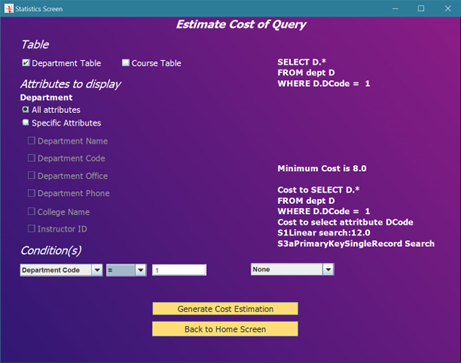 Statistics Screen
Estimate Cost of Query
Table
Department Table
Course Table
Attributes to display
Department
All attributes
Specific Attributes
Department Name
Department Code
Department Office
Department Phone
College Name
Instructor ID
Condition(s)
Department Code
=
1
None
SELECT D.*
FROM dept D
WHERE D.DCode = 1
Minimum Cost is 8.0
Cost to SELECT D.*
FROM dept D
WHERE D.DCode = 1
Cost to select attritbute DCode
S1Linear search:12.0
S3aPrimaryKeySingleRecord Search
Generate Cost Estimation
Back to Home Screen